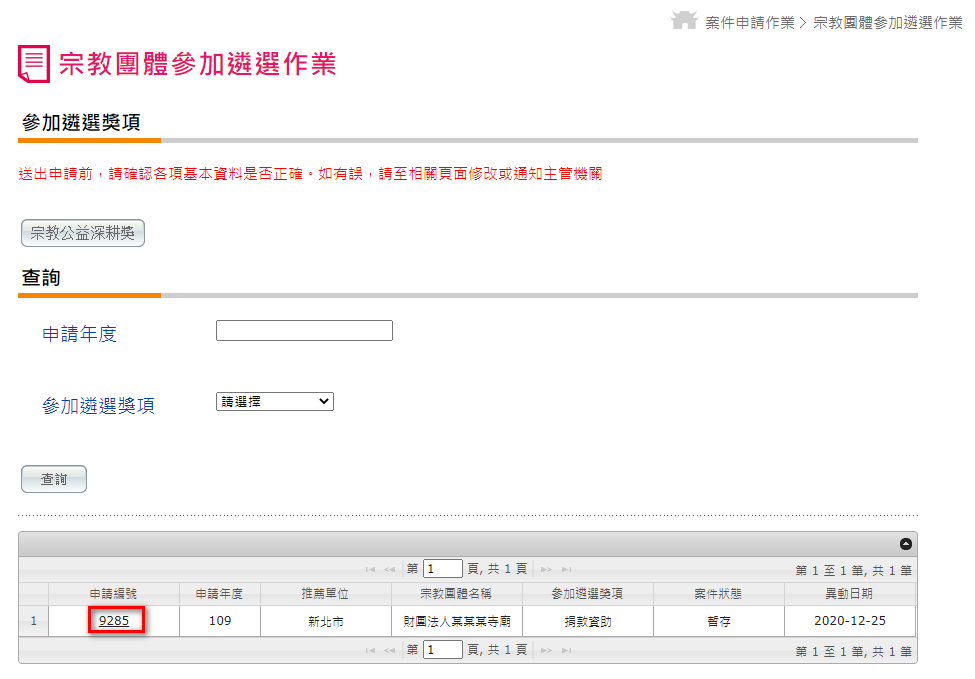 案件申請作業 > 宗教團體參加遴選作業
宗教團體參加遴選作業
參加遴選獎項
送出申請前，請確認各項基本資料是否正確。如有誤，請至相關頁面修改或通知主管機關
宗教公益深耕獎
查詢
申請年度
參加遴選獎項 請選擇
查詢
第 1 頁, 共 1 頁 第 1 至 1 筆, 共 1 筆
申請編號 申請年度 推薦單位 宗教團體名稱 參加遴選獎項 案件狀態 異動日期
1 9285 109 新北市 財團法人某某某寺廟 捐款資助 暫存 2020-12-25
第 1 頁, 共 1 頁 第 1 至 1 筆, 共 1 筆